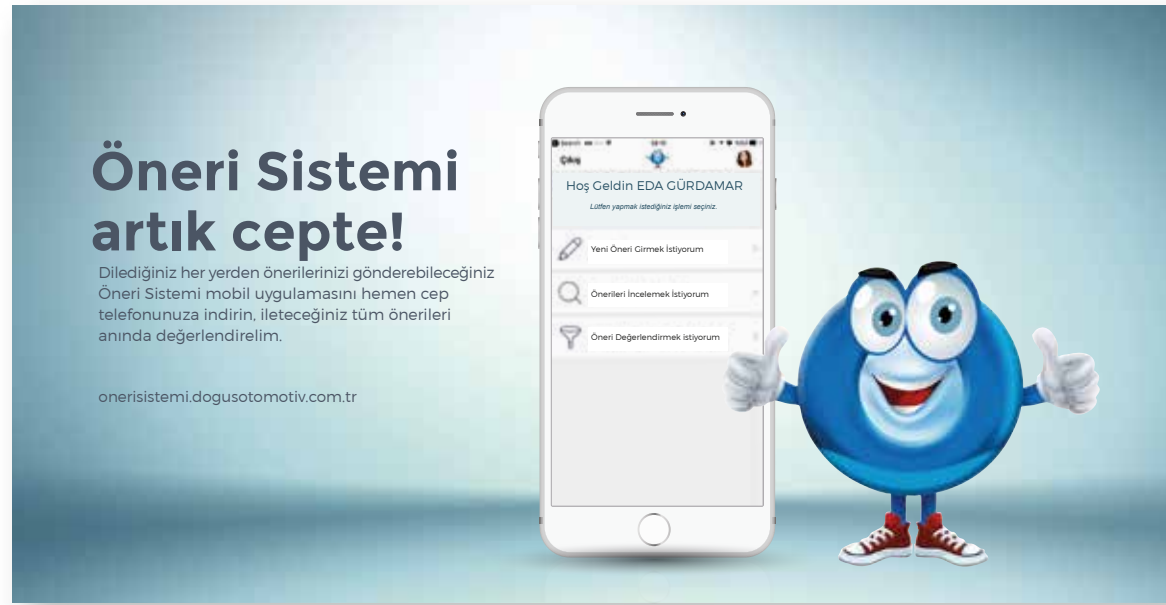 Öneri Sistemi
artık cepte!
Dilediğiniz her yerden önerilerinizi gönderebileceğiniz
Öneri Sistemi mobil uygulamasını hemen cep
telefonunuza indirin, ileteceğiniz tüm önerileri
anında değerlendirelim.
onerisistemi.dogusotomotiv.com.tr
Çıkış
Hoş Geldin EDA GÜRDAMAR
Lütfen yapmak istediğiniz işlemi seçiniz.
Yeni Öneri Girmek İstiyorum
Önerileri İncelemek İstiyorum
Öneri Değerlendirmek istiyorum